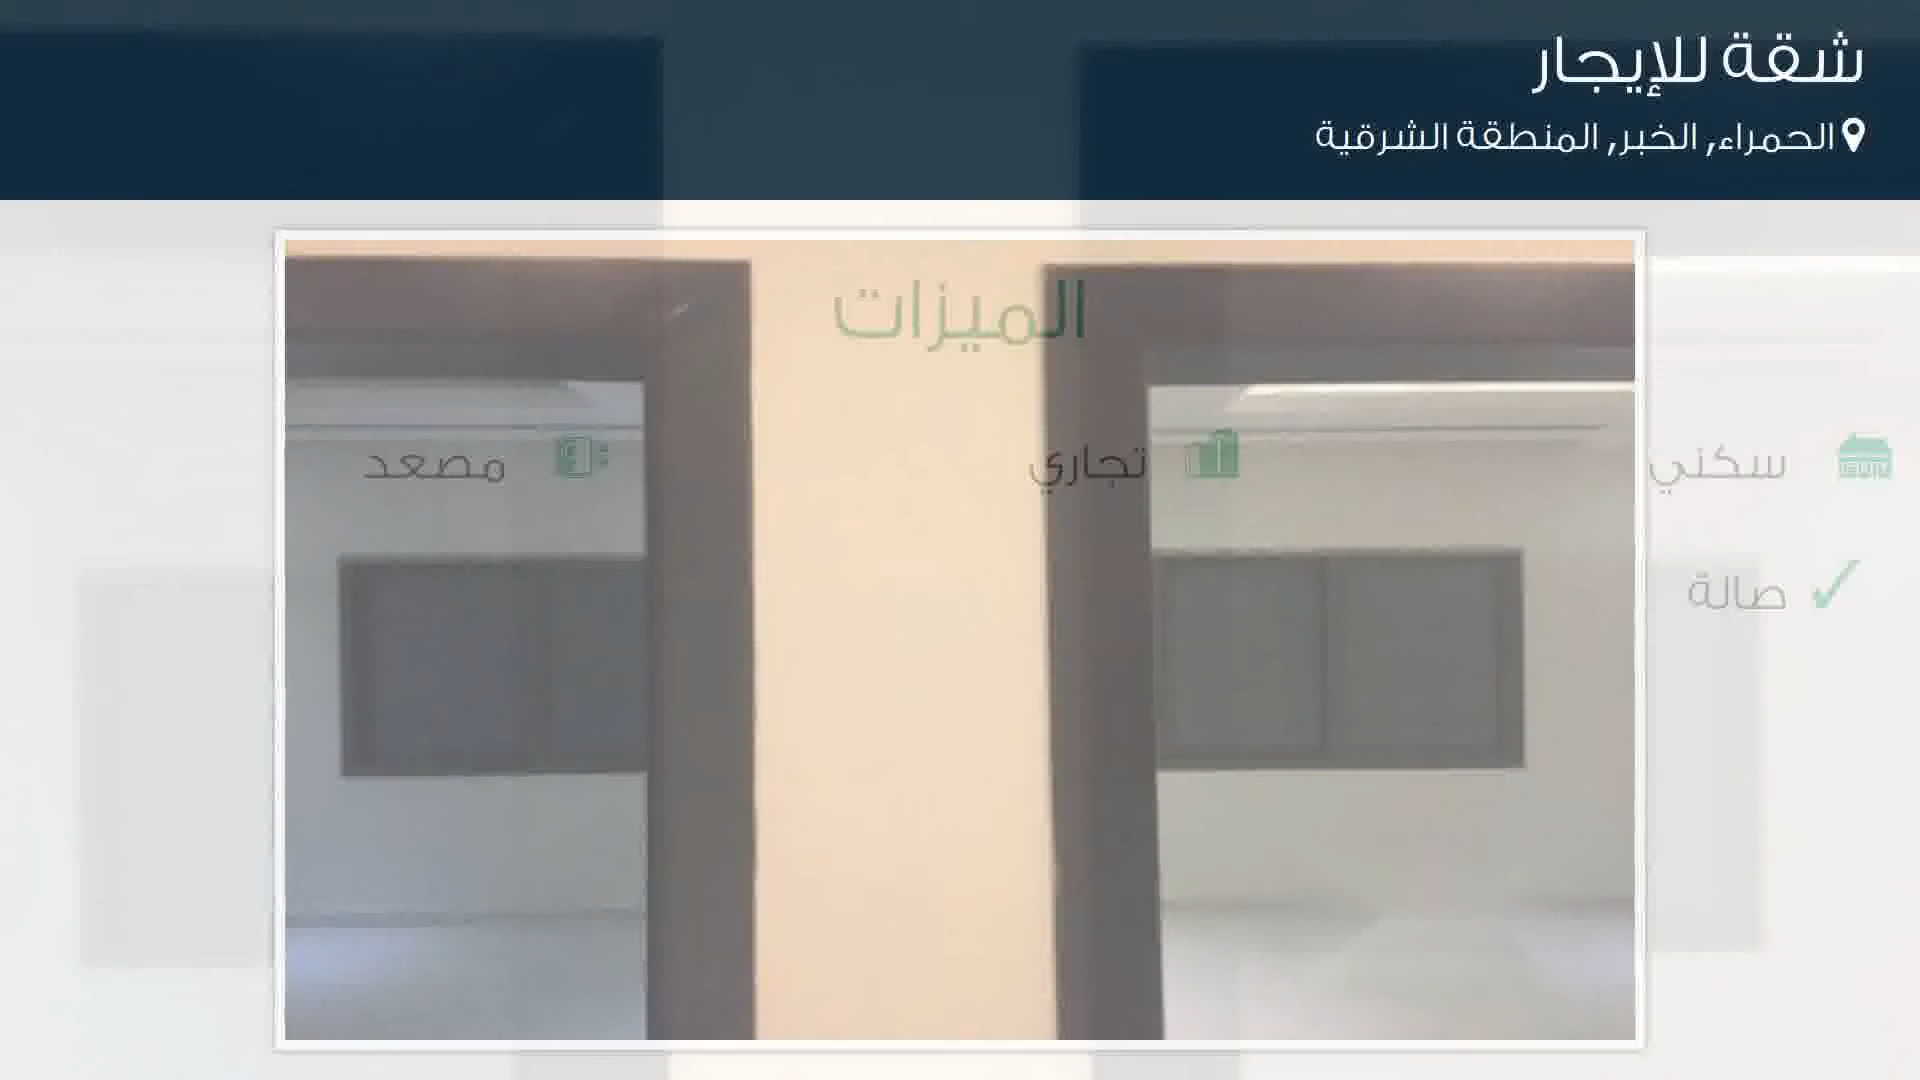 شقة للإيجار
الحمراء, الخبر, المنطقة الشرقية
الميزات
سكني
تجاري
مصعد
صالة